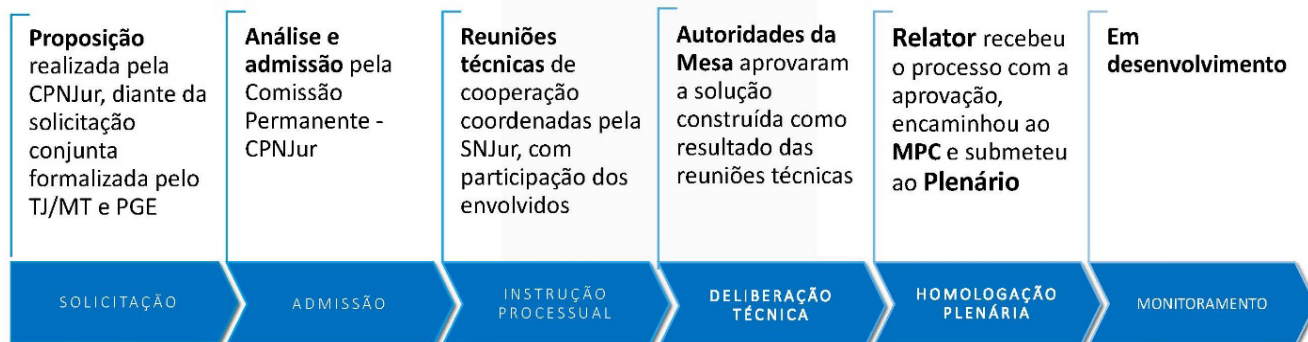 Proposição
realizada pela
CPNJur, diante da
solicitação
conjunta
formalizada pelo
TJ/MT e PGE
Análise e
admissão pela
Comissão
Permanente -
CPNJur
Reuniões
técnicas de
cooperação
coordenadas pela
SNJur, com
participação dos
envolvidos
Autoridades da
Mesa aprovaram
a solução
construída como
resultado das
reuniões técnicas
Relator recebeu
o processo com a
aprovação,
encaminhou ao
MPC e submeteu
ao Plenário
Em
desenvolvimento
SOLICITAÇÃO
ADMISSÃO
INSTRUÇÃO
PROCESSUAL
DELIBERAÇÃO
TÉCNICA
HOMOLOGAÇÃO
PLENÁRIA
MONITORAMENTO